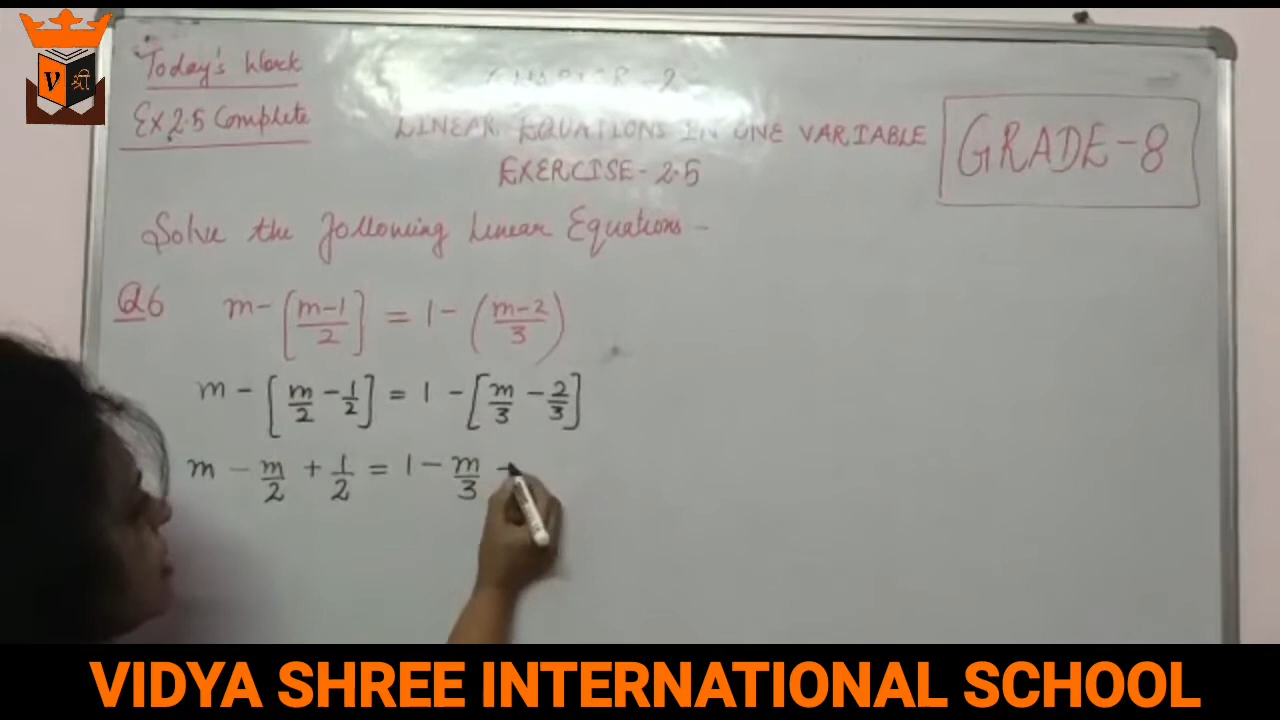 V श्री
Today's Work
Ex 2.5 Complete
CHAPTER - 2
LINEAR EQUATIONS IN ONE VARIABLE
EXERCISE - 2.5
GRADE - 8
Solve the following Linear Equations -
Q6 m - [m-1/2] = 1 - (m-2/3)
m - [m/2 - 1/2] = 1 - [m/3 - 2/3]
m - m/2 + 1/2 = 1 - m/3
VIDYA SHREE INTERNATIONAL SCHOOL